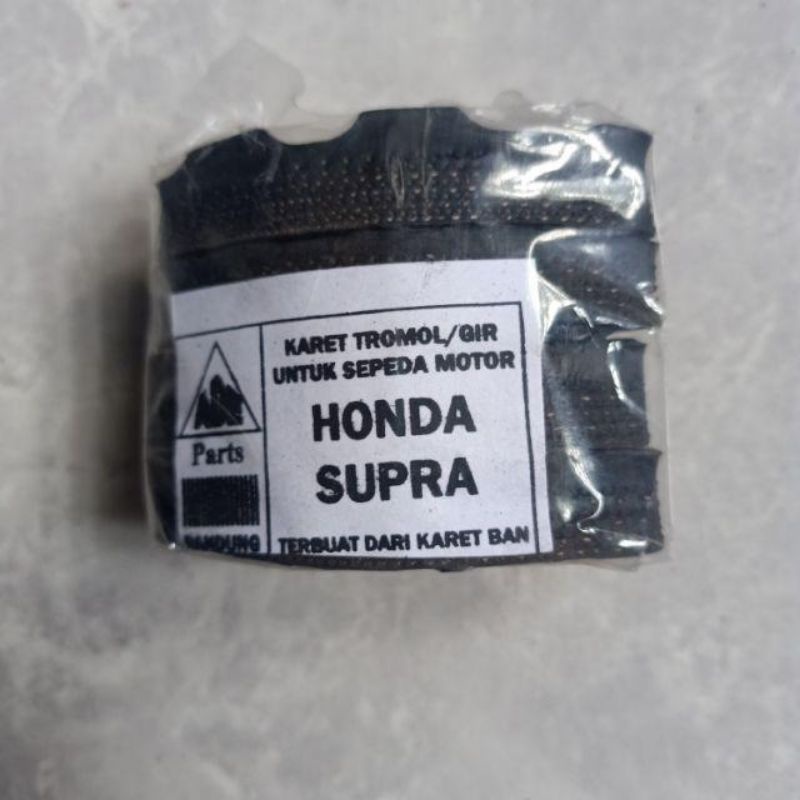 KARET TROMOL/GIR
UNTUK SEPEDA MOTOR
HONDA
SUPRA
TERBUAT DARI KARET BAN
Parts
BANDUNG